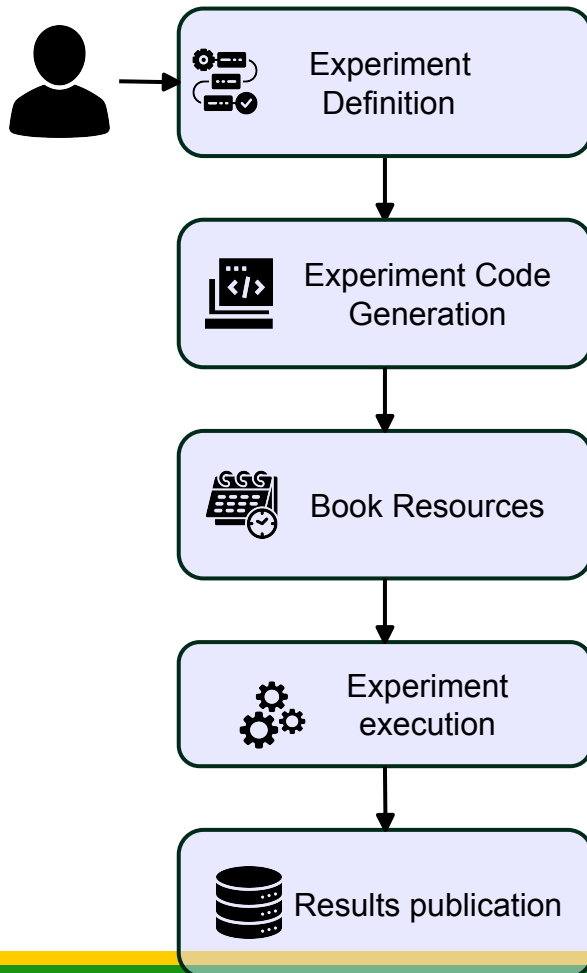 Experiment
Definition
Experiment Code
Generation
Book Resources
Experiment
execution
Results publication